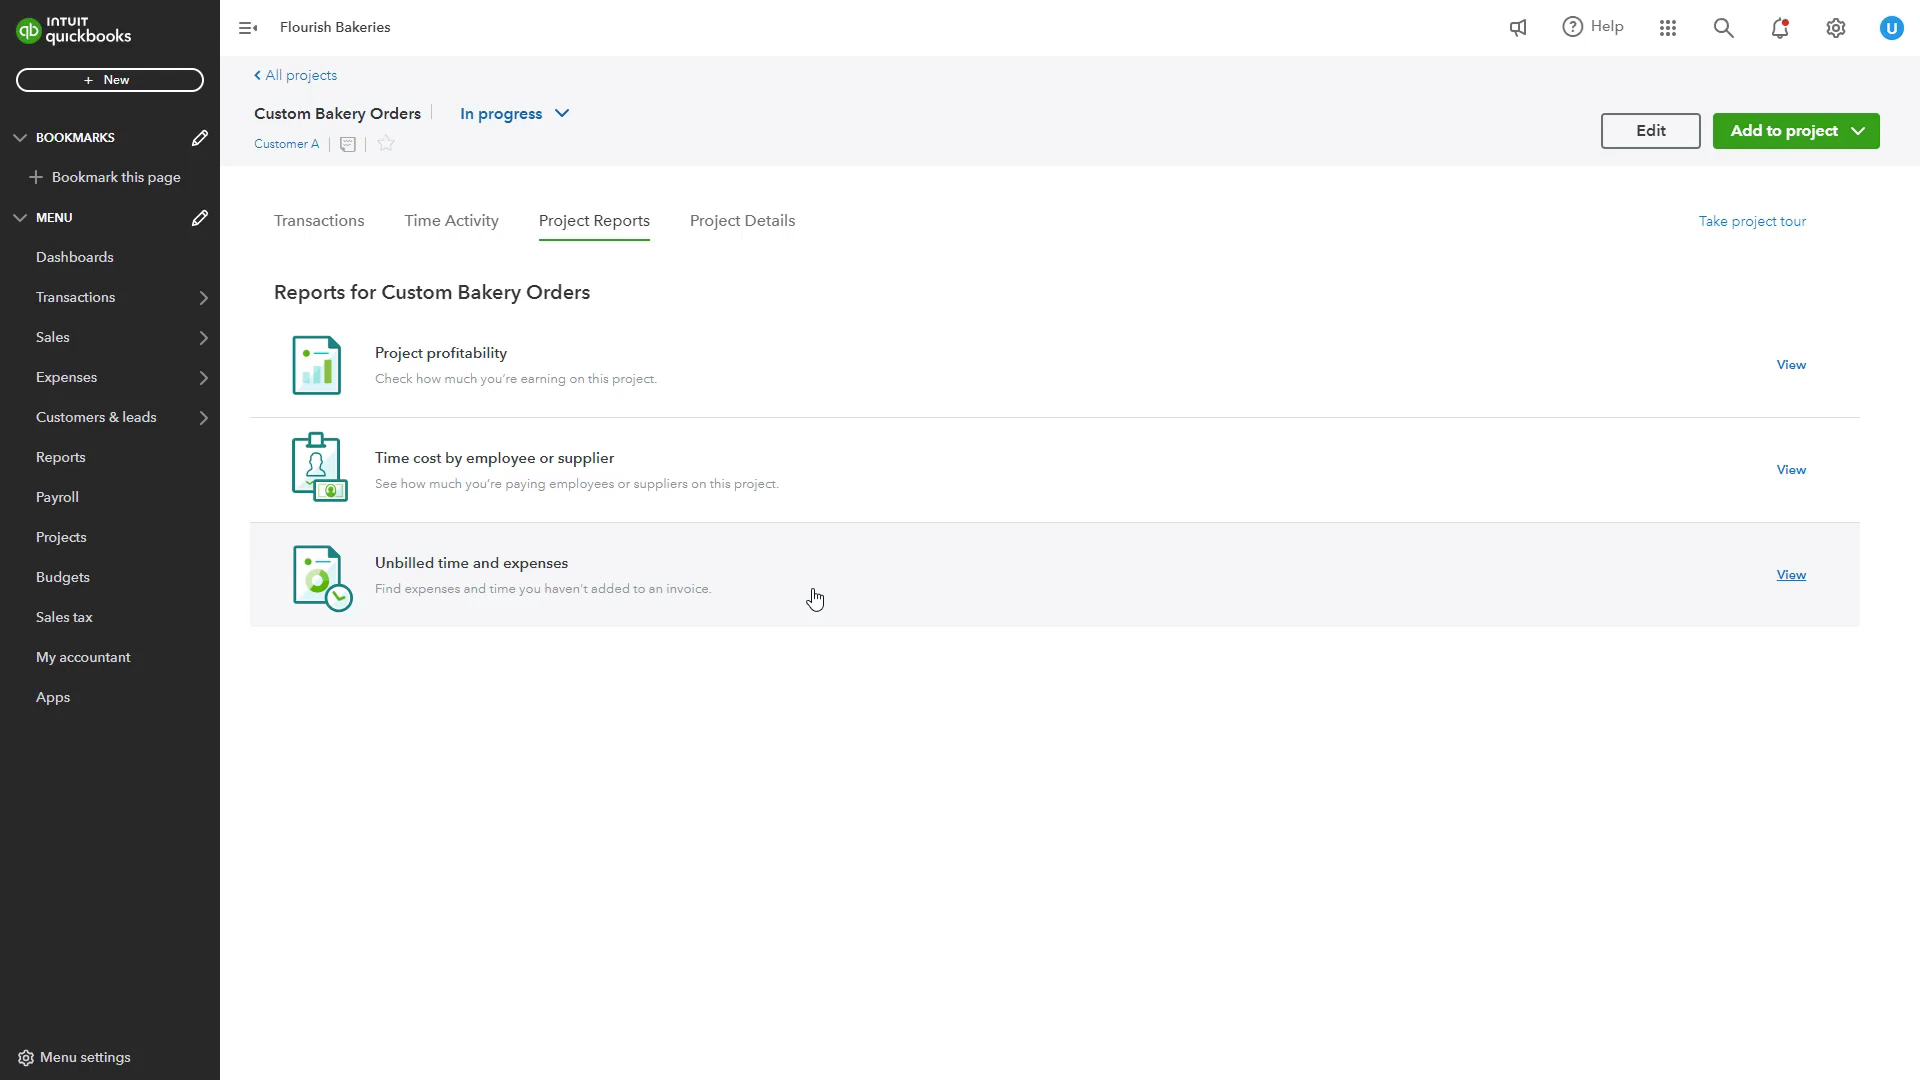 INTUIT
qb quickbooks
+ New
BOOKMARKS
Bookmark this page
MENU
Dashboards
Transactions
Sales
Expenses
Customers & leads
Reports
Payroll
Projects
Budgets
Sales tax
My accountant
Apps
Menu settings
Flourish Bakeries
Help
U
All projects
Custom Bakery Orders
In progress
Customer A
Edit
Add to project
Transactions
Time Activity
Project Reports
Project Details
Take project tour
Reports for Custom Bakery Orders
Project profitability
Check how much you’re earning on this project.
View
Time cost by employee or supplier
See how much you’re paying employees or suppliers on this project.
View
Unbilled time and expenses
Find expenses and time you haven’t added to an invoice.
View